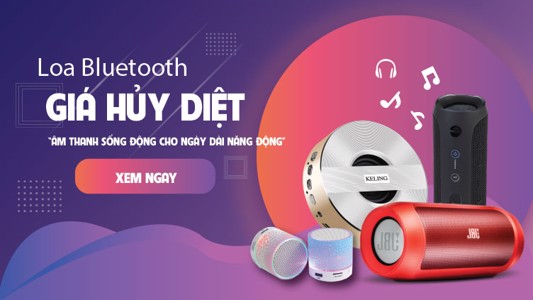 Loa Bluetooth
GIÁ HỦY DIỆT
"ÂM THANH SỐNG ĐỘNG CHO NGÀY DÀI NĂNG ĐỘNG"
XEM NGAY
KELING
JBL
JBL